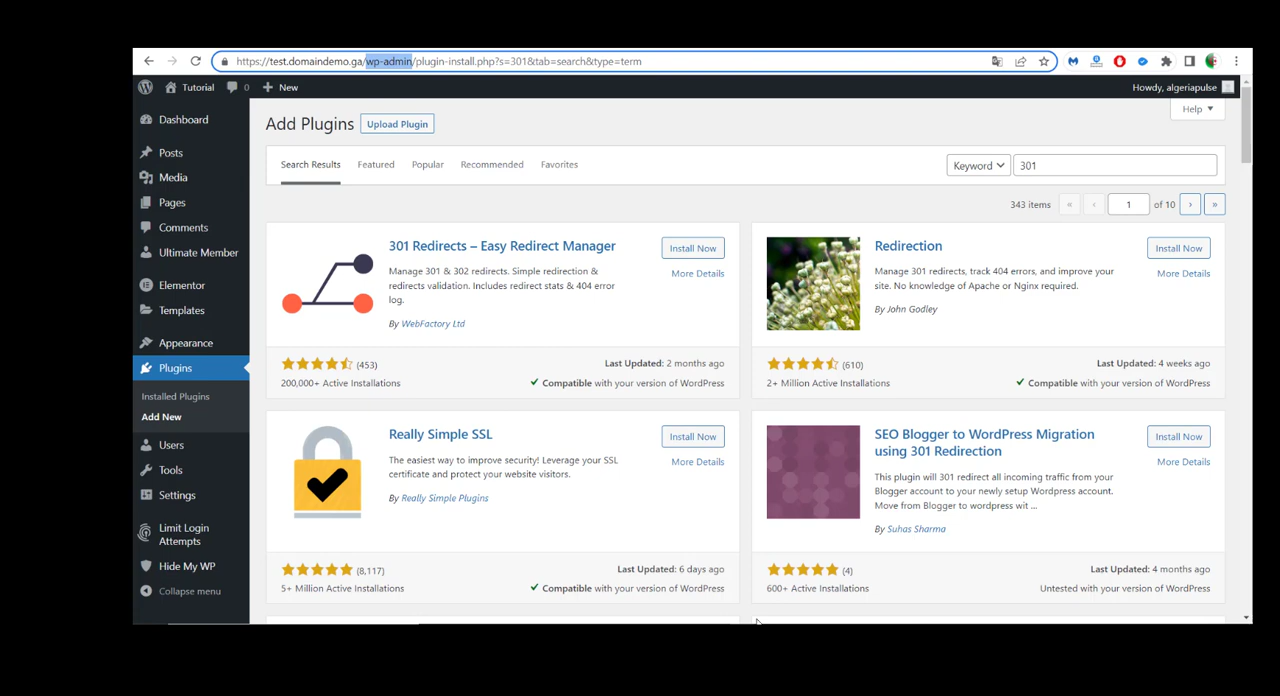 https://test.domaindemo.ga/wp-admin/plugin-install.php?s=301&tab=search&type=term
Tutorial
0
New
Howdy, algeriapulse
Dashboard
Posts
Media
Pages
Comments
Ultimate Member
Elementor
Templates
Appearance
Plugins
Installed Plugins
Add New
Users
Tools
Settings
Limit Login
Attempts
Hide My WP
Collapse menu
Help ▼
Add Plugins
Upload Plugin
Search Results
Featured
Popular
Recommended
Favorites
Keyword
301
343 items
«
‹
1
of 10
›
»
301 Redirects – Easy Redirect Manager
Install Now
More Details
Manage 301 & 302 redirects. Simple redirection &
redirects validation. Includes redirect stats & 404 error
log.
By WebFactory Ltd
(453)
Last Updated: 2 months ago
200,000+ Active Installations
Compatible with your version of WordPress
Redirection
Install Now
More Details
Manage 301 redirects, track 404 errors, and improve your
site. No knowledge of Apache or Nginx required.
By John Godley
(610)
Last Updated: 4 weeks ago
2+ Million Active Installations
Compatible with your version of WordPress
Really Simple SSL
Install Now
More Details
The easiest way to improve security! Leverage your SSL
certificate and protect your website visitors.
By Really Simple Plugins
(8,117)
Last Updated: 6 days ago
5+ Million Active Installations
Compatible with your version of WordPress
SEO Blogger to WordPress Migration
using 301 Redirection
Install Now
More Details
This plugin will 301 redirect all incoming traffic from your
Blogger account to your newly setup Wordpress account.
Move from Blogger to wordpress wit ...
By Suhas Sharma
(4)
Last Updated: 4 months ago
600+ Active Installations
Untested with your version of WordPress